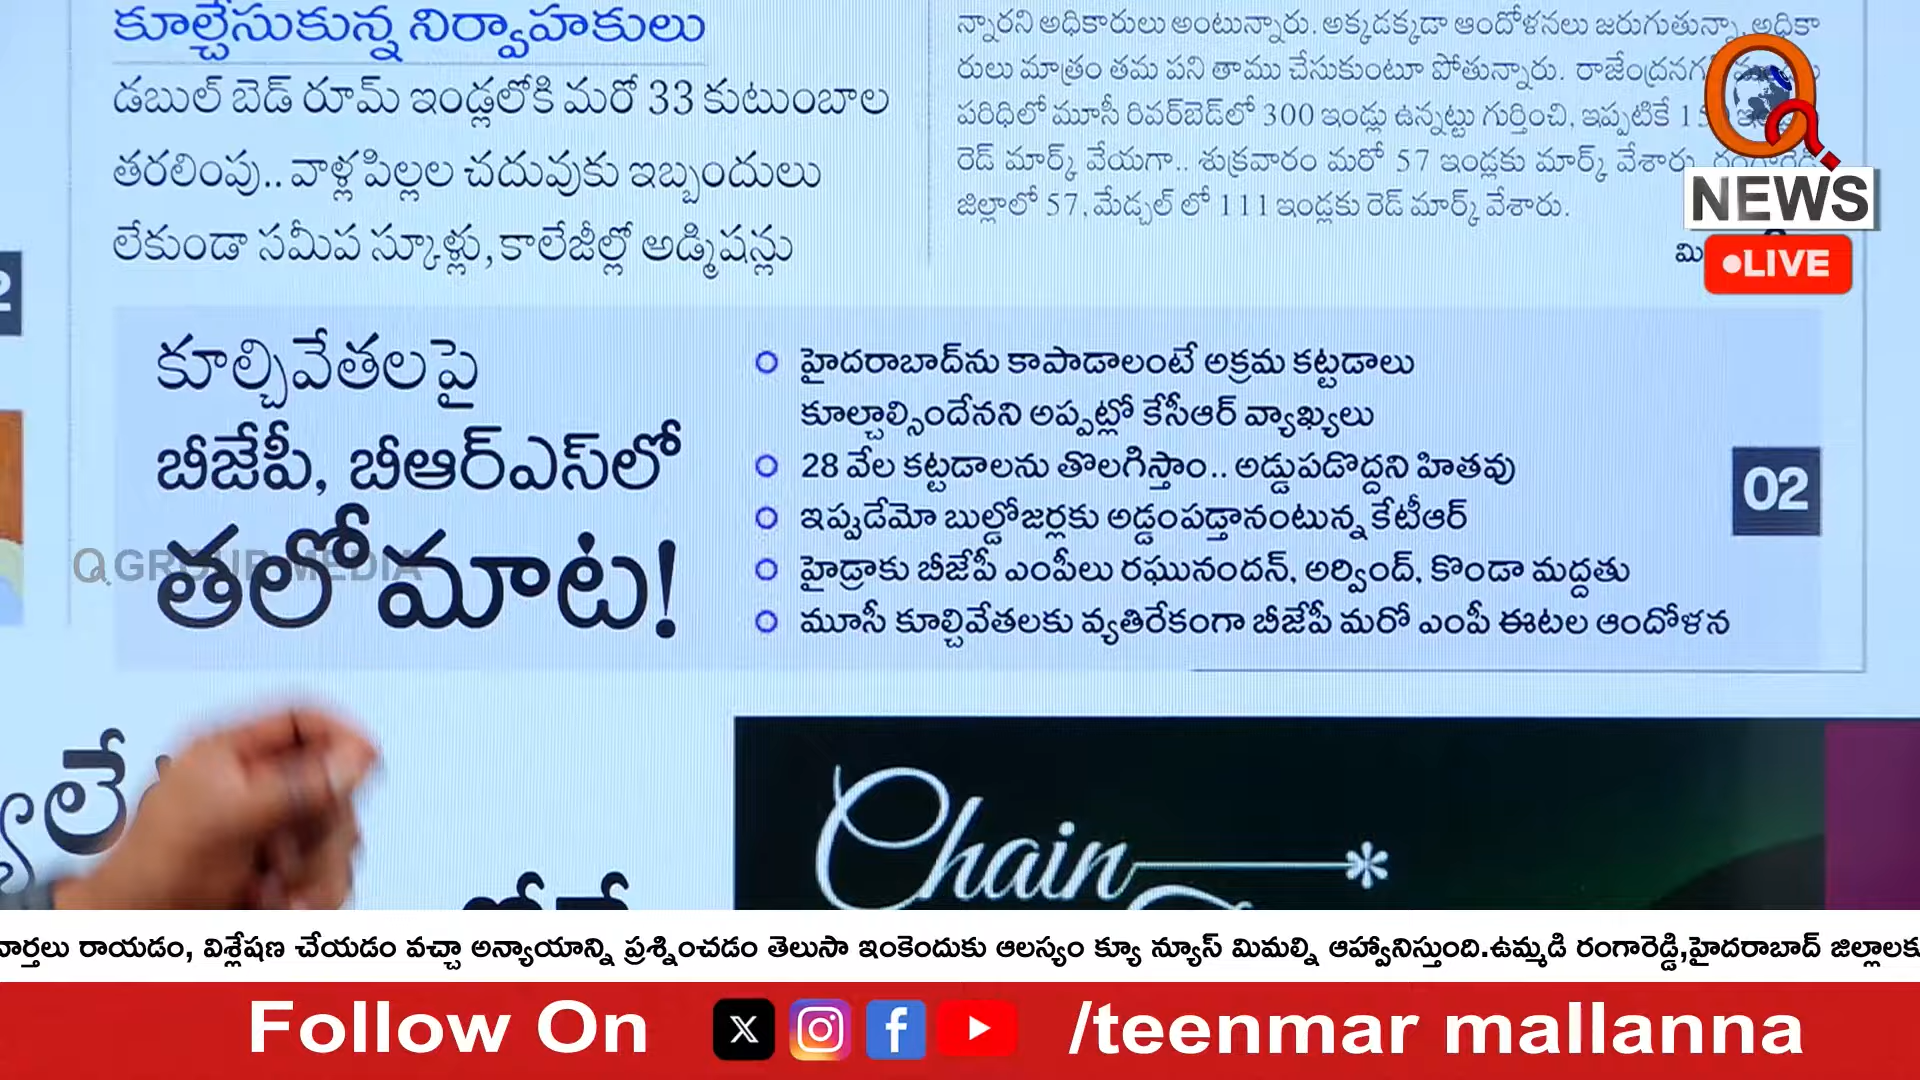 కూల్చేసుకున్న నిర్వాహకులు
డబుల్ బెడ్ రూమ్ ఇండ్లలోకి మరో 33 కుటుంబాల
తరలింపు.. వాళ్ల పిల్లల చదువుకు ఇబ్బందులు
లేకుండా సమీప స్కూళ్లు, కాలేజీల్లో అడ్మిషన్లు
న్నారని అధికారులు అంటున్నారు. అక్కడక్కడా ఆందోళనలు జరుగుతున్నా, అధికా
రులు మాత్రం తమ పని తాము చేసుకుంటూ పోతున్నారు.
పరిధిలో మూసీ రివర్‌బెడ్‌లో 300 ఇండ్లు ఉన్నట్టు గుర్తించి, ఇప్పటికే
రెడ్ మార్క్ వేయగా.. శుక్రవారం మరో 57 ఇండ్లకు మార్క్ వేశారు. రంగారెడ్డి
జిల్లాలో 57, మేడ్చల్ లో 111 ఇండ్లకు రెడ్ మార్క్ వేశారు.
Q NEWS
LIVE
కూల్చివేతలపై
బీజేపీ, బీఆర్ఎస్‌లో
తలోమాట!
Q GROUP MEDIA
హైదరాబాద్‌ను కాపాడాలంటే అక్రమ కట్టడాలు
కూల్చాల్సిందేనని అప్పట్లో కేసీఆర్ వ్యాఖ్యలు
28 వేల కట్టడాలను తొలగిస్తాం.. అడ్డుపడొద్దని హితవు
ఇప్పుడేమో బుల్డోజర్లకు అడ్డంపడ్తానంటున్న కేటీఆర్
హైడ్రాకు బీజేపీ ఎంపీలు రఘునందన్, అర్వింద్, కొండా మద్దతు
మూసీ కూల్చివేతలకు వ్యతిరేకంగా బీజేపీ మరో ఎంపీ ఈటల ఆందోళన
02
Chain
వార్తలు రాయడం, విశ్లేషణ చేయడం వచ్చా అన్యాయాన్ని ప్రశ్నించడం తెలుసా ఇంకెందుకు ఆలస్యం క్యూ న్యూస్ మిమల్ని ఆహ్వానిస్తుంది.ఉమ్మడి రంగారెడ్డి,హైదరాబాద్ జిల్లాలకు
Follow On /teenmar mallanna